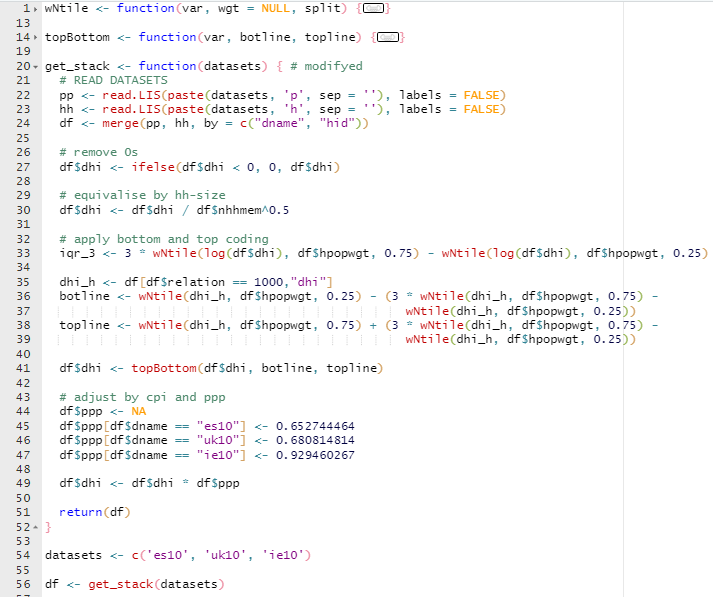 1 wNtile <- function(var, wgt = NULL, split) {
13
14 topBottom <- function(var, botline, topline) {
19
20 get_stack <- function(datasets) { # modifyed
21 # READ DATASETS
22 pp <- read.LIS(paste(datasets, 'p', sep = ''), labels = FALSE)
23 hh <- read.LIS(paste(datasets, 'h', sep = ''), labels = FALSE)
24 df <- merge(pp, hh, by = c("dname", "hid"))
25
26 # remove 0s
27 df$dhi <- ifelse(df$dhi < 0, 0, df$dhi)
28
29 # equivalise by hh-size
30 df$dhi <- df$dhi / df$nhhmem^0.5
31
32 # apply bottom and top coding
33 iqr_3 <- 3 * wNtile(log(df$dhi), df$hpopwgt, 0.75) - wNtile(log(df$dhi), df$hpopwgt, 0.25)
34
35 dhi_h <- df[df$relation == 1000,"dhi"]
36 botline <- wNtile(dhi_h, df$hpopwgt, 0.25) - (3 * wNtile(dhi_h, df$hpopwgt, 0.75) -
37 wNtile(dhi_h, df$hpopwgt, 0.25))
38 topline <- wNtile(dhi_h, df$hpopwgt, 0.75) + (3 * wNtile(dhi_h, df$hpopwgt, 0.75) -
39 wNtile(dhi_h, df$hpopwgt, 0.25))
40
41 df$dhi <- topBottom(df$dhi, botline, topline)
42
43 # adjust by cpi and ppp
44 df$ppp <- NA
45 df$ppp[df$dname == "es10"] <- 0.652744464
46 df$ppp[df$dname == "uk10"] <- 0.680814814
47 df$ppp[df$dname == "ie10"] <- 0.929460267
48
49 df$dhi <- df$dhi * df$ppp
50
51 return(df)
52 }
53
54 datasets <- c('es10', 'uk10', 'ie10')
55
56 df <- get_stack(datasets)